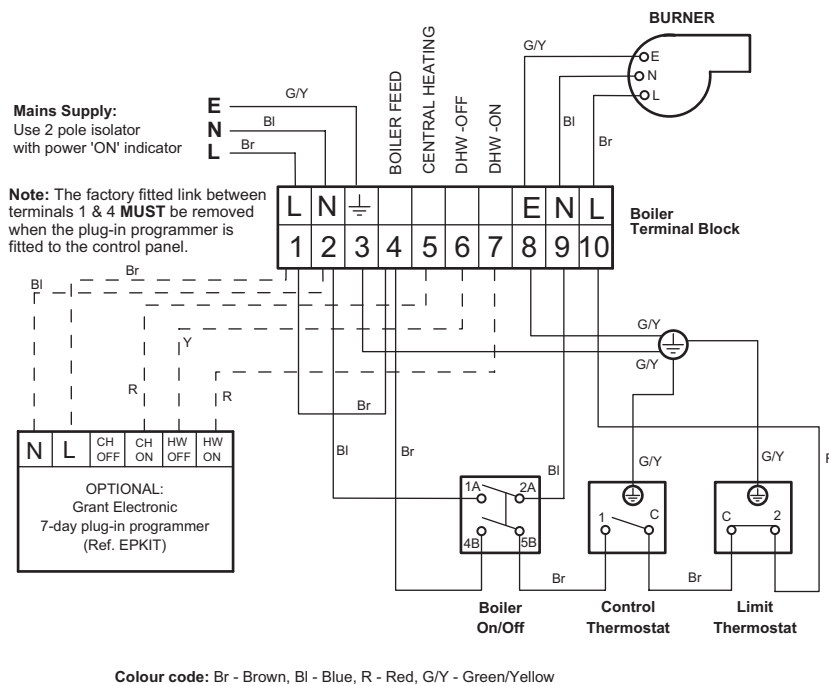 BURNER
G/Y
E
N
L
Mains Supply:
Use 2 pole isolator
with power 'ON' indicator
E G/Y
N Bl
L Br
BOILER FEED
CENTRAL HEATING
DHW -OFF
DHW -ON
Bl
Br
Note: The factory fitted link between
terminals 1 & 4 MUST be removed
when the plug-in programmer is
fitted to the control panel.
L N E N L
1 2 3 4 5 6 7 8 9 10
Boiler
Terminal Block
Br
Bl
Y
R
R
G/Y
G/Y
Br
N L CH OFF CH ON HW OFF HW ON
OPTIONAL:
Grant Electronic
7-day plug-in programmer
(Ref. EPKIT)
Bl
Br
Bl
G/Y
G/Y
1A 2A
4B 5B
1 C
C 2
Br
Br
Boiler
On/Off
Control
Thermostat
Limit
Thermostat
Colour code: Br - Brown, Bl - Blue, R - Red, G/Y - Green/Yellow